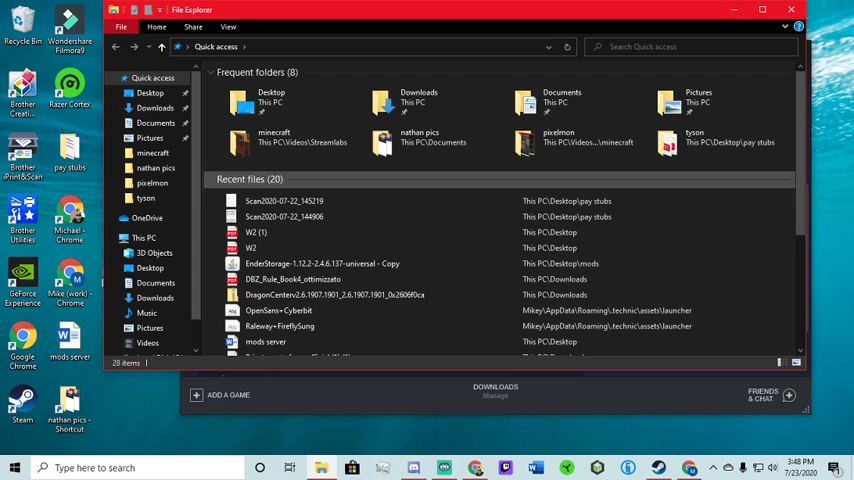 File Explorer
File
Home
Share
View
Quick access
Search Quick access
Recycle Bin
Wondershare Filmora9
Brother Creati...
Razer Cortex
Brother iPrint&Scan
pay stubs
Brother Utilities
Michael - Chrome
GeForce Experience
Mike (work) - Chrome
Google Chrome
mods server
Steam
nathan pics - Shortcut
Quick access
Desktop
Downloads
Documents
Pictures
minecraft
nathan pics
pixelmon
tyson
OneDrive
This PC
3D Objects
Desktop
Documents
Downloads
Music
Pictures
Videos
Frequent folders (8)
Desktop
This PC
Downloads
This PC
Documents
This PC
Pictures
This PC
minecraft
This PC\Videos\Streamlabs
nathan pics
This PC\Documents
pixelmon
This PC\Videos...\minecraft
tyson
This PC\Desktop\pay stubs
Recent files (20)
Scan2020-07-22_145219 This PC\Desktop\pay stubs
Scan2020-07-22_144906 This PC\Desktop\pay stubs
W2 (1) This PC\Desktop
W2 This PC\Desktop
EnderStorage-1.12.2-2.4.6.137-universal - Copy This PC\Desktop\mods
DBZ_Rule_Book4_ottimizzato This PC\Downloads
DragonCenterv2.6.1907.1901_2.6.1907.1901_0x2606f0ca This PC\Downloads
OpenSans+Cyberbit Mikey\AppData\Roaming\.technic\assets\launcher
Raleway+FireflySung Mikey\AppData\Roaming\.technic\assets\launcher
mods server This PC\Desktop
28 items
ADD A GAME
DOWNLOADS
Manage
FRIENDS
& CHAT
Type here to search
3:48 PM
7/23/2020